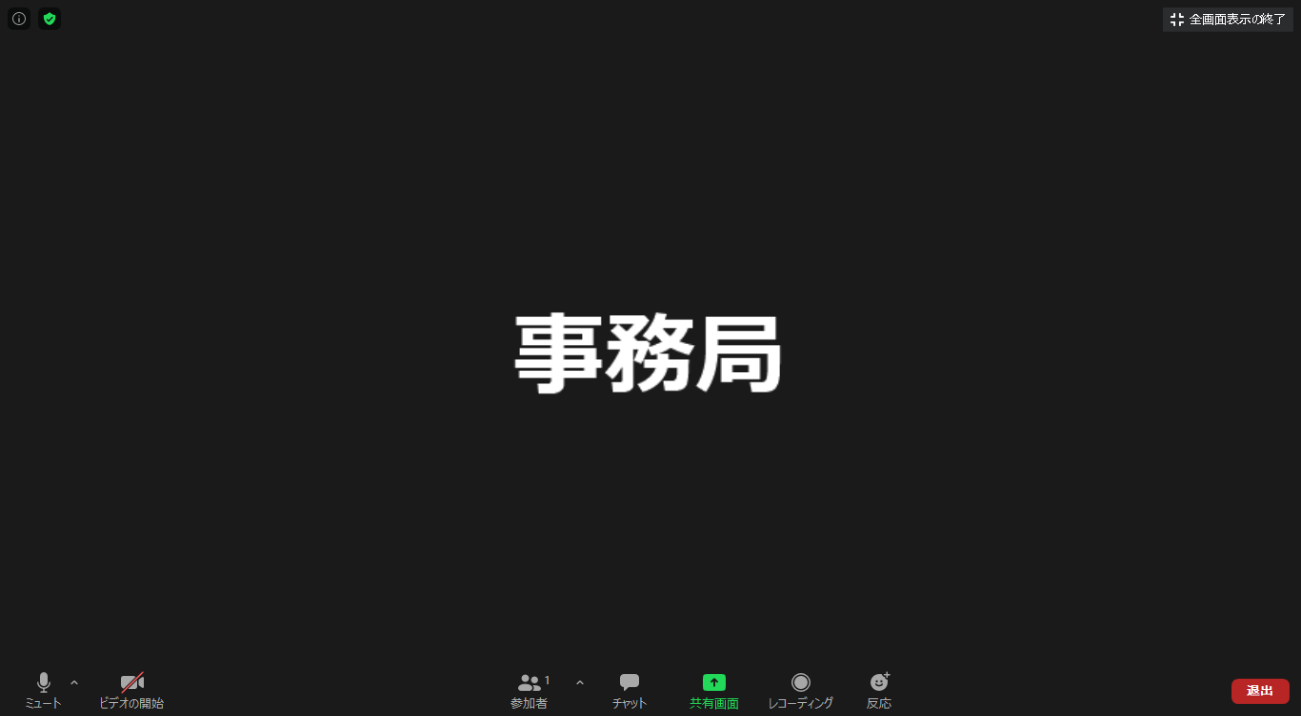 全画面表示の終了
事務局
ミュート
ビデオの開始
参加者
1
チャット
共有画面
レコーディング
反応
退出